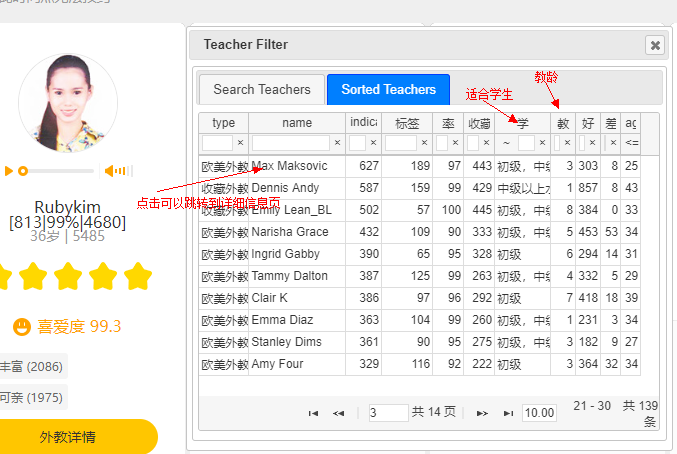 Teacher Filter
Search Teachers Sorted Teachers
教龄
适合学生
type name indica 标签 率 收藏 学 教 好 差 ag
× × × × × × ~ × × × × <=
欧美外教 Max Maksovic 627 189 97 443 初级，中级 3 303 8 25
收藏外教 Dennis Andy 587 159 99 429 中级以上水 1 857 8 43
收藏外教 Emily Lean_BL 502 57 100 445 初级，中级 8 384 0 33
欧美外教 Narisha Grace 432 109 90 333 初级，中级 5 453 53 34
欧美外教 Ingrid Gabby 390 65 95 328 初级 6 294 14 31
欧美外教 Tammy Dalton 387 125 99 263 初级，中级 4 332 5 29
欧美外教 Clair K 386 97 96 292 初级 7 418 18 39
欧美外教 Emma Diaz 363 104 99 260 初级，中级 1 231 3 34
欧美外教 Stanley Dims 361 90 95 275 初级，中级 3 182 9 27
欧美外教 Amy Four 329 116 92 222 初级 3 364 32 34
点击可以跳转到详细信息页
3 共 14 页 10.00 21 - 30 共 139 条
Rubykim
[813|99%|4680]
36岁 | 5485
喜爱度 99.3
丰富 (2086)
可亲 (1975)
外教详情